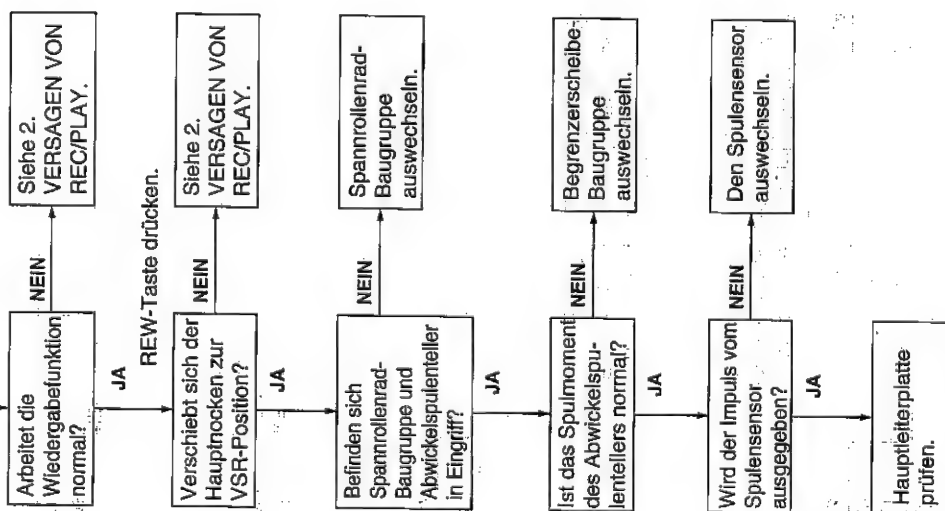 Arbeitet die
Wiedergabefunktion
normal?
NEIN
Siehe 2.
VERSAGEN VON
REC/PLAY.
JA
REW-Taste drücken.
Verschiebt sich der
Hauptnocken zur
VSR-Position?
NEIN
Siehe 2.
VERSAGEN VON
REC/PLAY.
JA
Befinden sich
Spannrollenrad-
Baugruppe und
Abwickelspulenteller
in Eingriff?
NEIN
Spannrollenrad-
Baugruppe
auswechseln.
JA
Ist das Spulmoment
des Abwickelspu-
lentellers normal?
NEIN
Begrenzerscheibe-
Baugruppe
auswechseln.
JA
Wird der Impuls vom
Spulensensor
ausgegeben?
NEIN
Den Spulensensor
auswechseln.
JA
Hauptleiterplatte
prüfen.